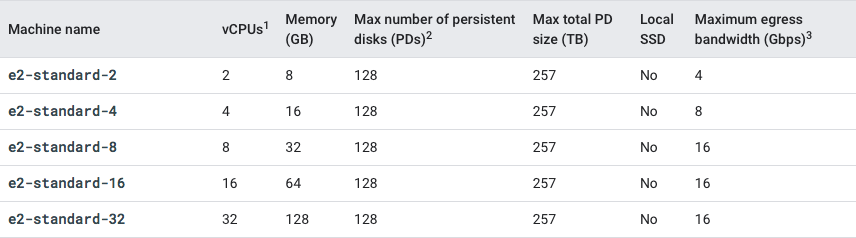 Machine name vCPUs1 Memory (GB) Max number of persistent disks (PDs)2 Max total PD size (TB) Local SSD Maximum egress bandwidth (Gbps)3
e2-standard-2 2 8 128 257 No 4
e2-standard-4 4 16 128 257 No 8
e2-standard-8 8 32 128 257 No 16
e2-standard-16 16 64 128 257 No 16
e2-standard-32 32 128 128 257 No 16